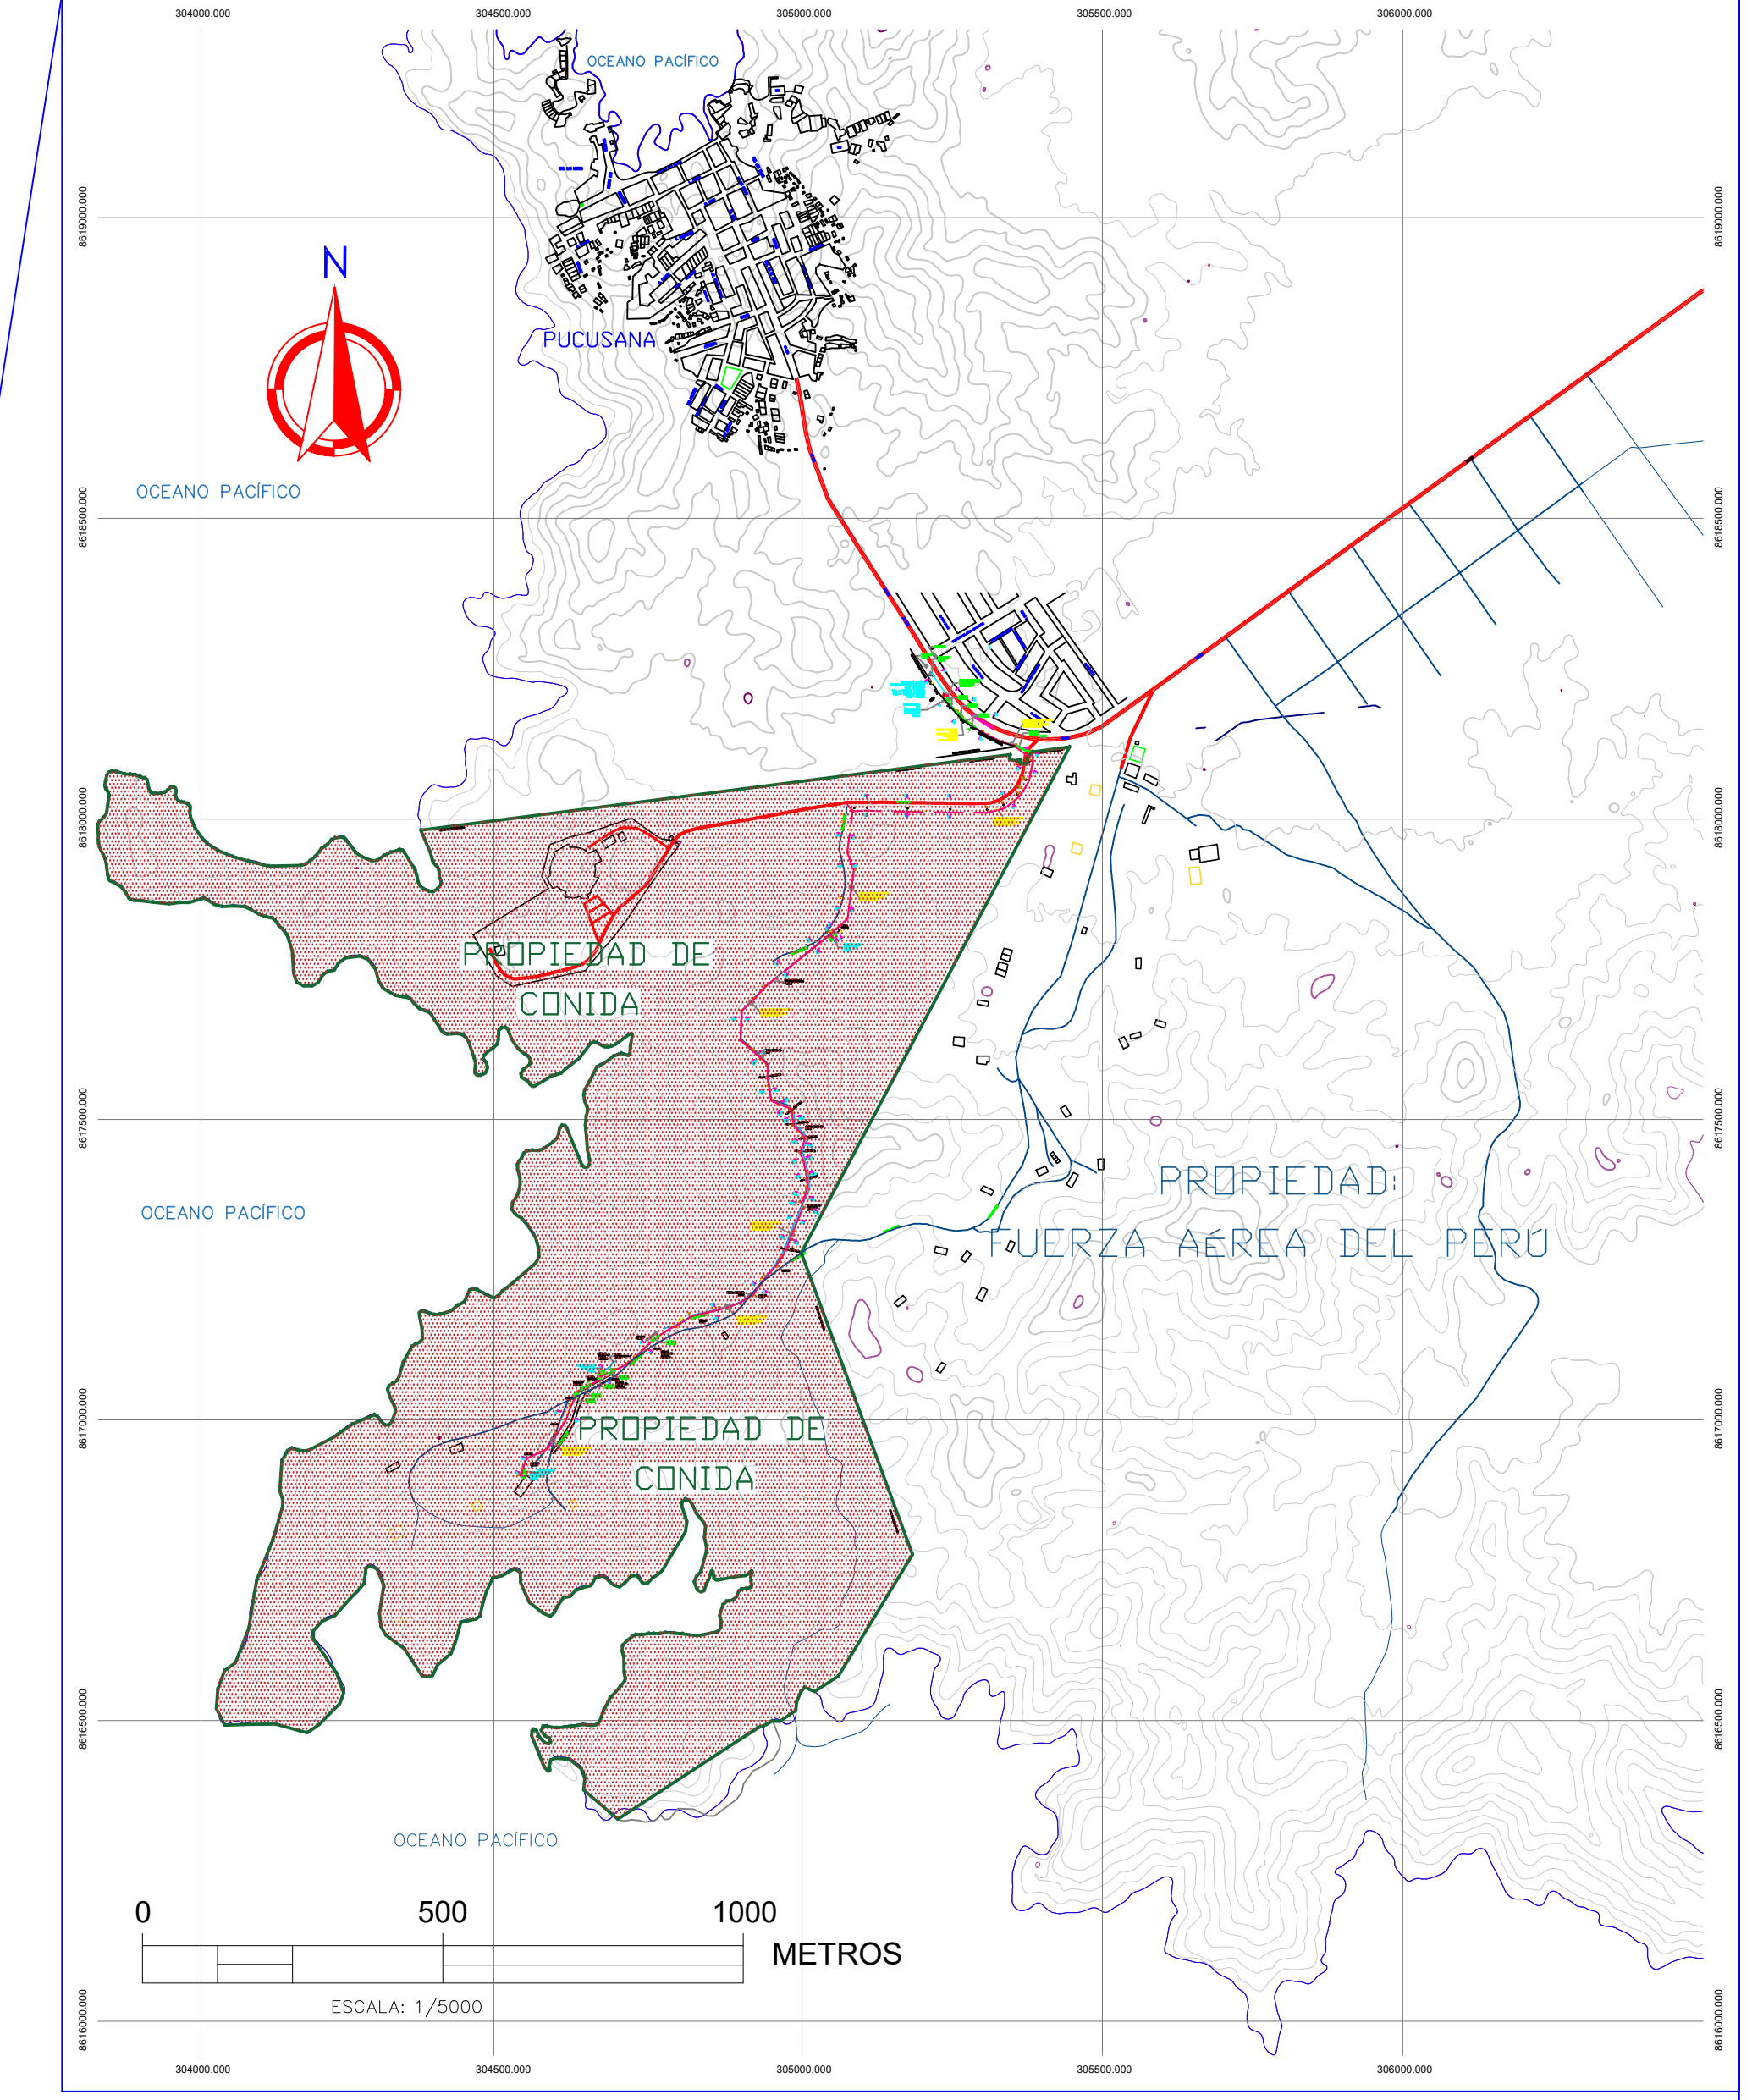 304000.000 304500.000 305000.000 305500.000 306000.000
OCEANO PACÍFICO
8619000.000 8619000.000
N
PUCUSANA
OCEANO PACÍFICO
8618500.000 8618500.000
8618000.000 8618000.000
PROPIEDAD DE
CONIDA
8617500.000 8617500.000
PROPIEDAD:
OCEANO PACÍFICO
FUERZA AÉREA DEL PERÚ
8617000.000 8617000.000
PROPIEDAD DE
CONIDA
8616500.000 8616500.000
OCEANO PACÍFICO
0 500 1000
METROS
ESCALA: 1/5000
8616000.000 8616000.000
304000.000 304500.000 305000.000 305500.000 306000.000